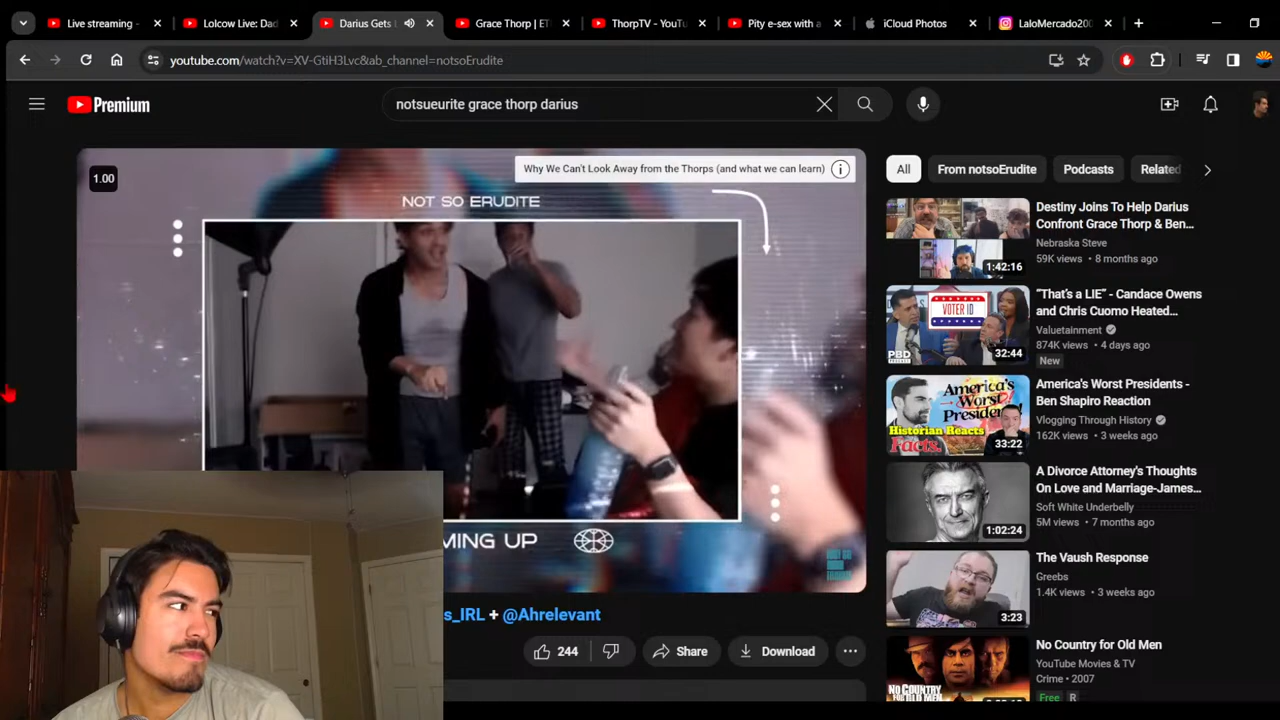 Live streaming -
Lolcow Live: Dad
Darius Gets
Grace Thorp | ET
ThorpTV - YouTu
Pity e-sex with a
iCloud Photos
LaloMercado200
youtube.com/watch?v=XV-GtiH3Lvc&ab_channel=notsoErudite
Premium
notsueurite grace thorp darius
1.00
Why We Can't Look Away from the Thorps (and what we can learn)
NOT SO ERUDITE
MING UP
s_IRL + @Ahrelevant
244
Share
Download
All
From notsoErudite
Podcasts
Related
Destiny Joins To Help Darius
Confront Grace Thorp & Ben...
Nebraska Steve
59K views • 8 months ago
1:42:16
VOTER ID
PBD
PODCAST
32:44
"That's a LIE" - Candace Owens
and Chris Cuomo Heated...
Valuetainment
874K views • 4 days ago
New
America's
Worst
Presidents
Historian Reacts
Facts.
33:22
America's Worst Presidents -
Ben Shapiro Reaction
Vlogging Through History
162K views • 3 weeks ago
1:02:24
A Divorce Attorney's Thoughts
On Love and Marriage-James...
Soft White Underbelly
5M views • 7 months ago
3:23
The Vaush Response
Greebs
1.4K views • 3 weeks ago
NO COUNTRY
No Country for Old Men
YouTube Movies & TV
Crime • 2007
Free R